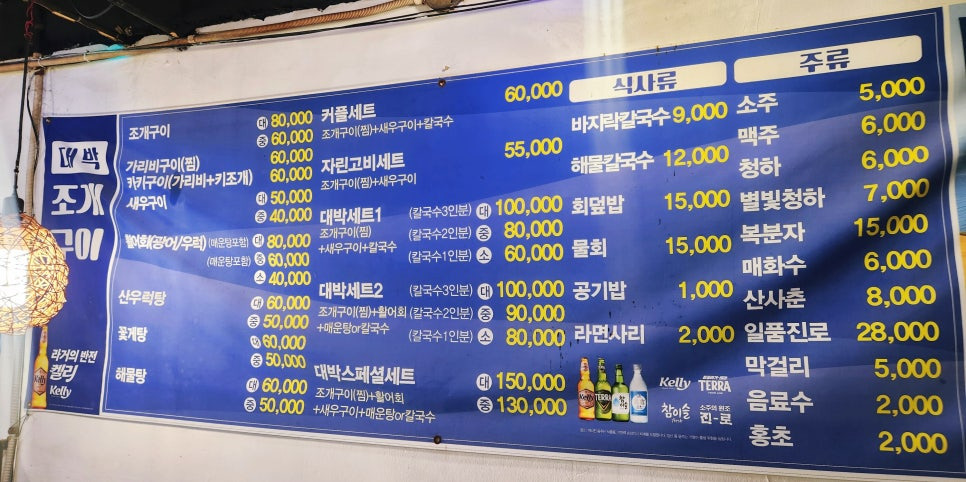 대박
조개
구이
라거의 반전
켈리
Kelly
조개구이 대 80,000
중 60,000
가리비구이(찜) 60,000
카카구이(가리비+키조개) 60,000
새우구이 대 50,000
중 40,000
활어회(광어/우럭) (매운탕포함) 대 80,000
(매운탕포함) 중 60,000
소 40,000
산우럭탕 대 60,000
중 50,000
꽃게탕 대 60,000
중 50,000
해물탕 대 60,000
중 50,000
커플세트 60,000
조개구이(찜)+새우구이+칼국수
자린고비세트 55,000
조개구이(찜)+새우구이
대박세트1 (칼국수3인분) 대 100,000
조개구이(찜) (칼국수2인분) 중 80,000
+새우구이+칼국수 (칼국수1인분) 소 60,000
대박세트2 (칼국수3인분) 대 100,000
조개구이(찜)+활어회 (칼국수2인분) 중 90,000
+매운탕or칼국수 (칼국수1인분) 소 80,000
대박스페셜세트 대 150,000
조개구이(찜)+활어회 중 130,000
+새우구이+매운탕or칼국수
식사류
바지락칼국수 9,000
해물칼국수 12,000
회덮밥 15,000
물회 15,000
공기밥 1,000
라면사리 2,000
Kelly TERRA
참이슬 소주의 원조
fresh 진-로
주류
소주 5,000
맥주 6,000
청하 6,000
별빛청하 7,000
복분자 15,000
매화수 6,000
산사춘 8,000
일품진로 28,000
막걸리 5,000
음료수 2,000
홍초 2,000